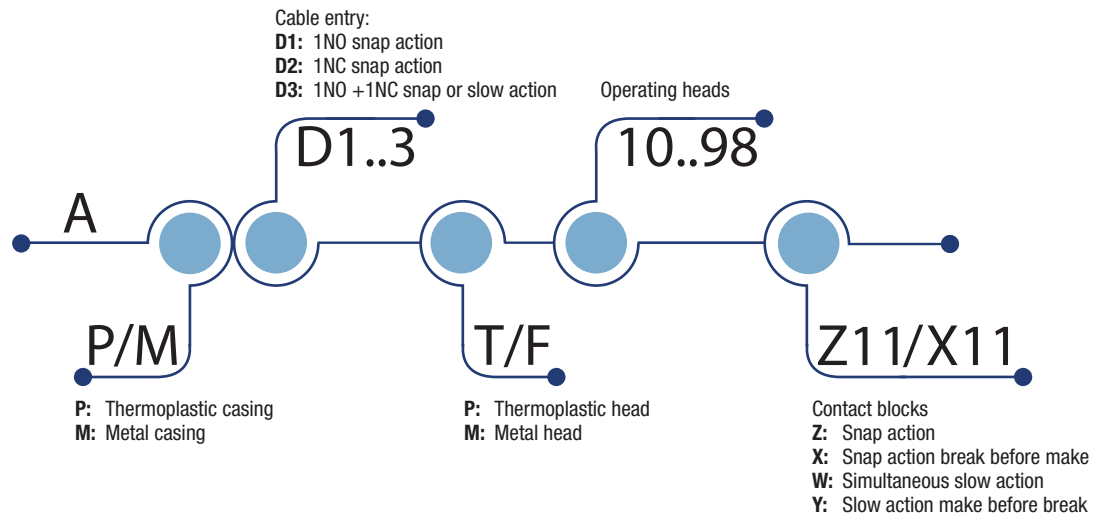 Cable entry:
D1: 1NO snap action
D2: 1NC snap action
D3: 1NO +1NC snap or slow action
Operating heads
D1..3
10..98
A
P/M
T/F
Z11/X11
P: Thermoplastic casing
M: Metal casing
P: Thermoplastic head
M: Metal head
Contact blocks
Z: Snap action
X: Snap action break before make
W: Simultaneous slow action
Y: Slow action make before break